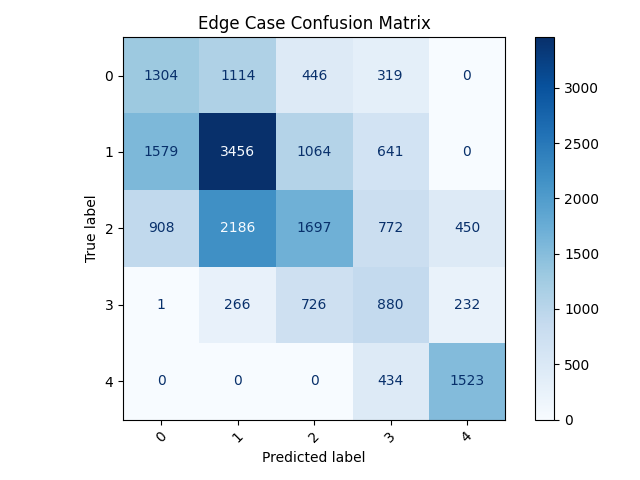 Edge Case Confusion Matrix
True label
0 1304 1114 446 319 0
1 1579 3456 1064 641 0
2 908 2186 1697 772 450
3 1 266 726 880 232
4 0 0 0 434 1523
0 1 2 3 4
Predicted label
3000
2500
2000
1500
1000
500
0